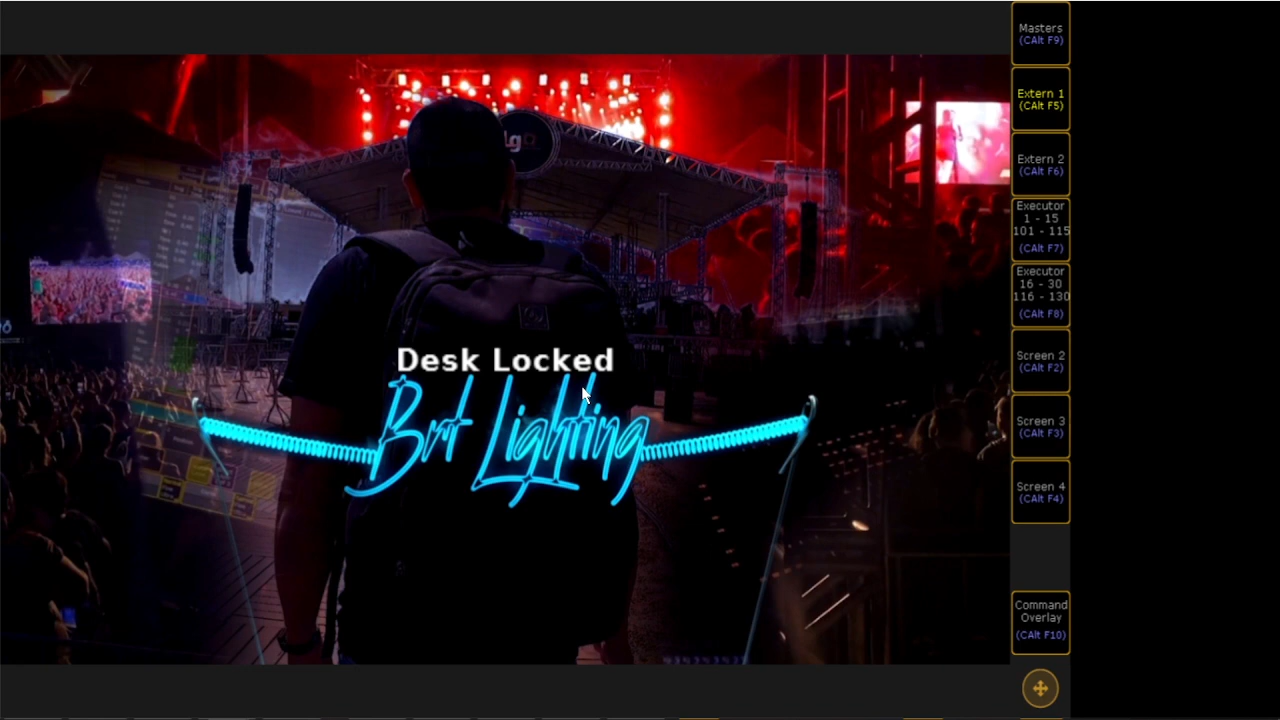 Desk Locked
Brt Lighting
Masters
(CAlt F9)
Extern 1
(CAlt F5)
Extern 2
(CAlt F6)
Executor
1 - 15
101 - 115
(CAlt F7)
Executor
16 - 30
116 - 130
(CAlt F8)
Screen 2
(CAlt F2)
Screen 3
(CAlt F3)
Screen 4
(CAlt F4)
Command
Overlay
(CAlt F10)